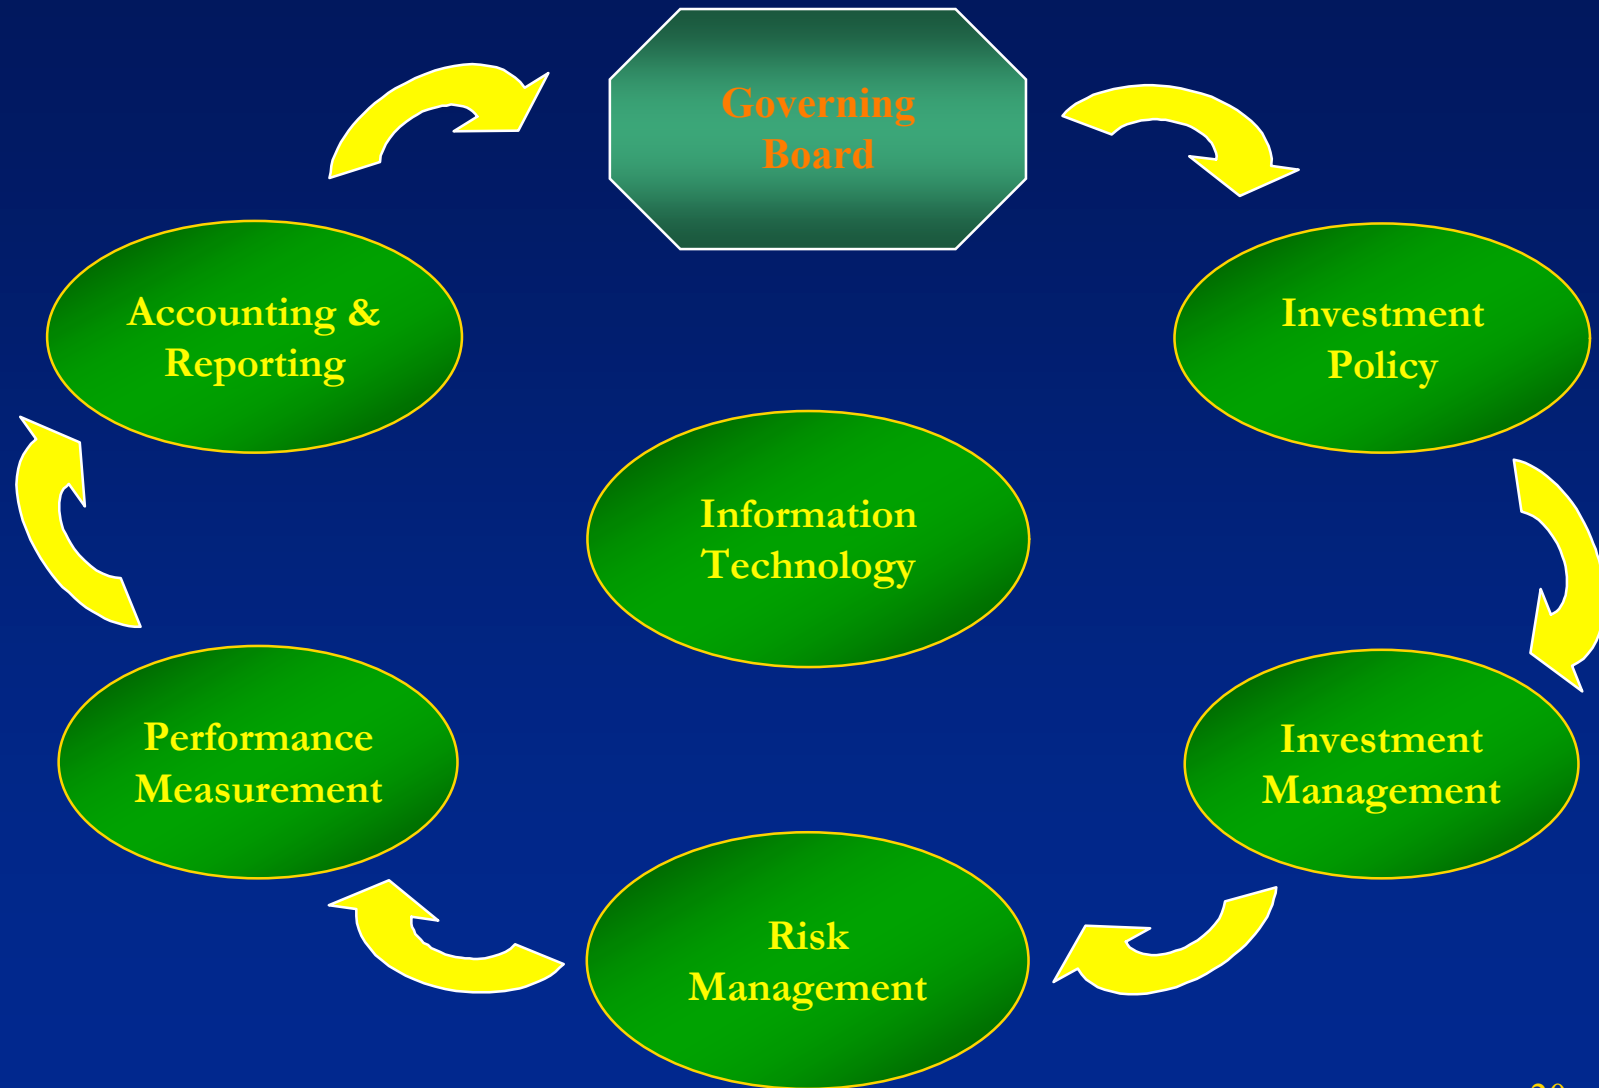 Governing
Board
Accounting &
Reporting
Investment
Policy
Information
Technology
Performance
Measurement
Investment
Management
Risk
Management